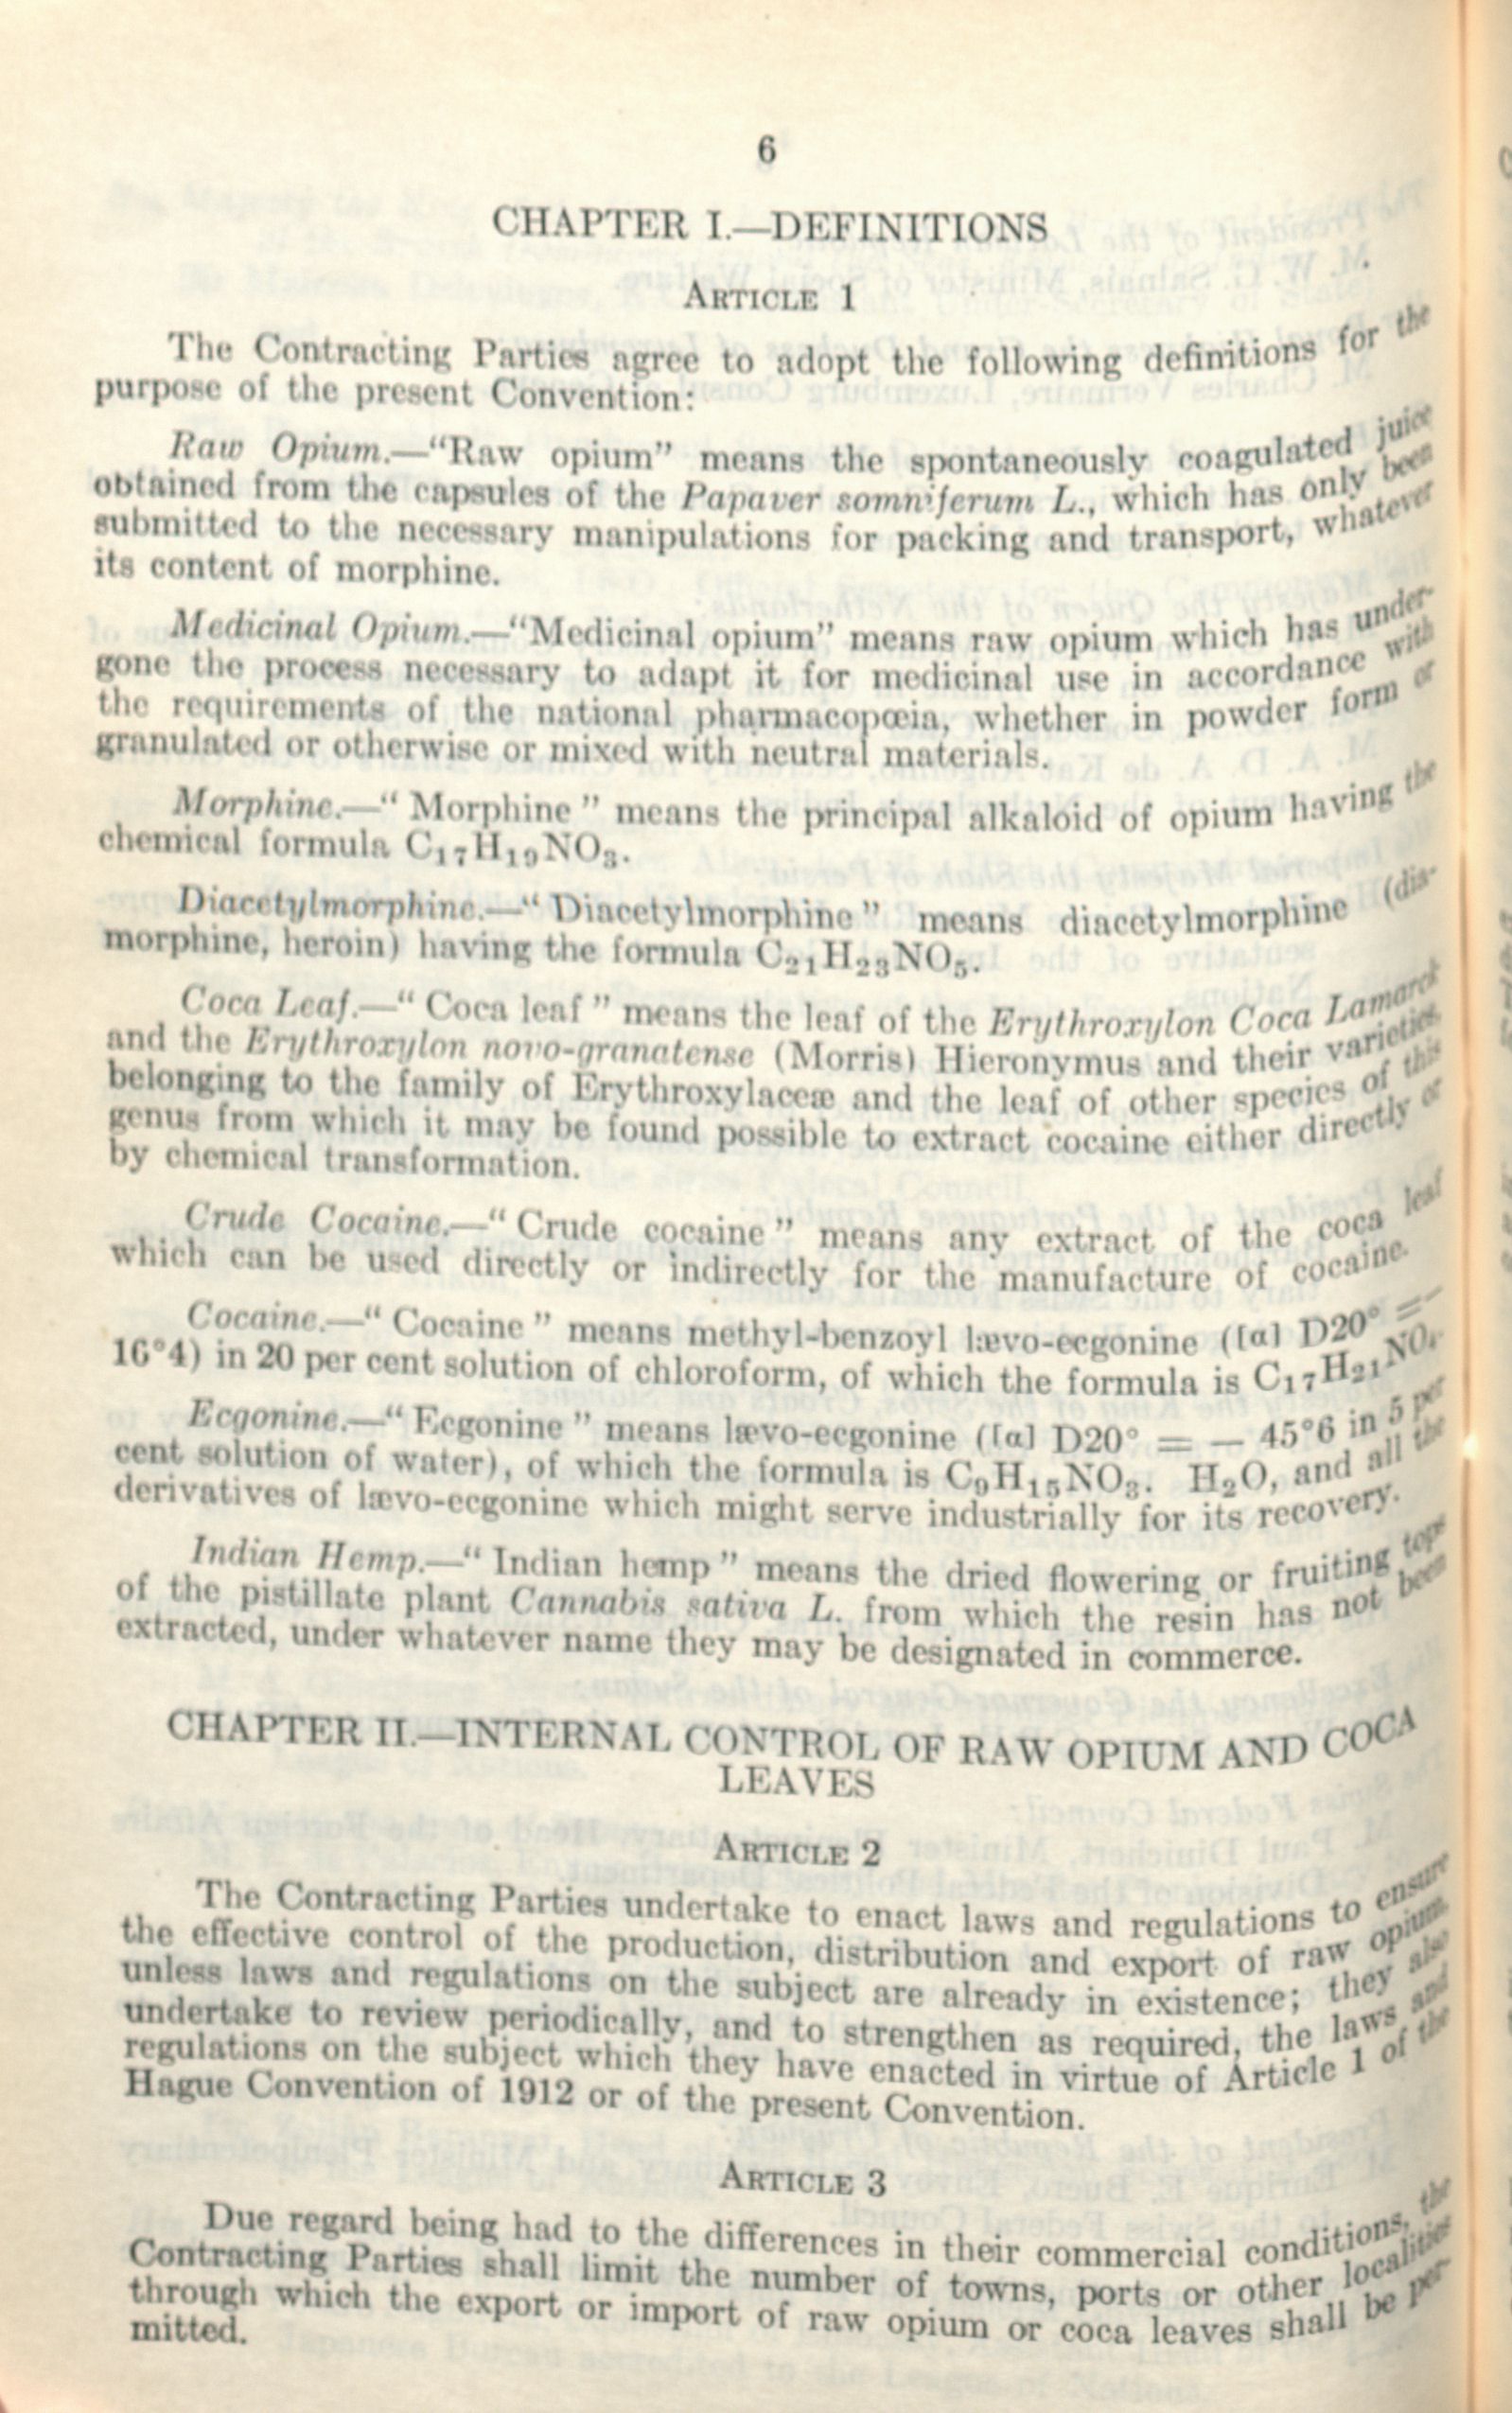 6
CHAPTER I.—DEFINITIONS
ARTICLE 1
The Contracting Parties agree to adopt the following definitions for the
purpose of the present Convention:
Raw Opium.—"Raw opium" means the spontaneously coagulated juice
obtained from the capsules of the Papaver somniferum L., which has only been
submitted to the necessary manipulations for packing and transport, whatever
its content of morphine.
Medicinal Opium.—"Medicinal opium" means raw opium which has under-
gone the process necessary to adapt it for medicinal use in accordance with
the requirements of the national pharmacopœia, whether in powder form or
granulated or otherwise or mixed with neutral materials.
Morphine.—" Morphine " means the principal alkaloid of opium having the
chemical formula C₁₇H₁₉NO₃.
Diacetylmorphine.—" Diacetylmorphine " means diacetylmorphine (dia-
morphine, heroin) having the formula C₂₁H₂₃NO₅.
Coca Leaf.—" Coca leaf " means the leaf of the Erythroxylon Coca Lamarck
and the Erythroxylon novo-granatense (Morris) Hieronymus and their varieties
belonging to the family of Erythroxylaceæ and the leaf of other species of this
genus from which it may be found possible to extract cocaine either directly or
by chemical transformation.
Crude Cocaine.—" Crude cocaine " means any extract of the coca leaf
which can be used directly or indirectly for the manufacture of cocaine.
Cocaine.—" Cocaine " means methyl-benzoyl lævo-ecgonine ([a] D20° = -
16°4) in 20 per cent solution of chloroform, of which the formula is C₁₇H₂₁NO₄.
Ecgonine.—" Ecgonine " means lævo-ecgonine ([a] D20° = — 45°6 in 5 per
cent solution of water), of which the formula is C₉H₁₅NO₃. H₂O, and all the
derivatives of lævo-ecgonine which might serve industrially for its recovery.
Indian Hemp.—" Indian hemp " means the dried flowering or fruiting tops
of the pistillate plant Cannabis sativa L. from which the resin has not been
extracted, under whatever name they may be designated in commerce.
CHAPTER II.—INTERNAL CONTROL OF RAW OPIUM AND COCA
LEAVES
ARTICLE 2
The Contracting Parties undertake to enact laws and regulations to ensure
the effective control of the production, distribution and export of raw opium,
unless laws and regulations on the subject are already in existence; they also
undertake to review periodically, and to strengthen as required, the laws and
regulations on the subject which they have enacted in virtue of Article 1 of the
Hague Convention of 1912 or of the present Convention.
ARTICLE 3
Due regard being had to the differences in their commercial conditions, the
Contracting Parties shall limit the number of towns, ports or other localities
through which the export or import of raw opium or coca leaves shall be per-
mitted.